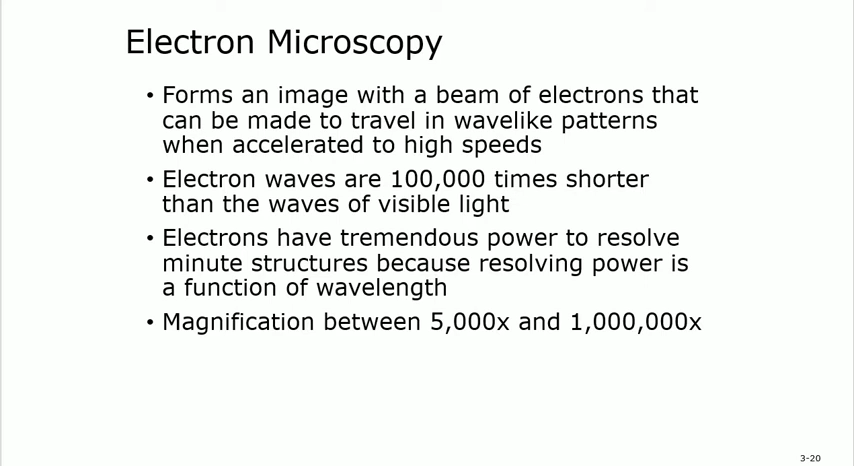 Electron Microscopy
• Forms an image with a beam of electrons that
can be made to travel in wavelike patterns
when accelerated to high speeds
• Electron waves are 100,000 times shorter
than the waves of visible light
• Electrons have tremendous power to resolve
minute structures because resolving power is
a function of wavelength
• Magnification between 5,000x and 1,000,000x
3-20